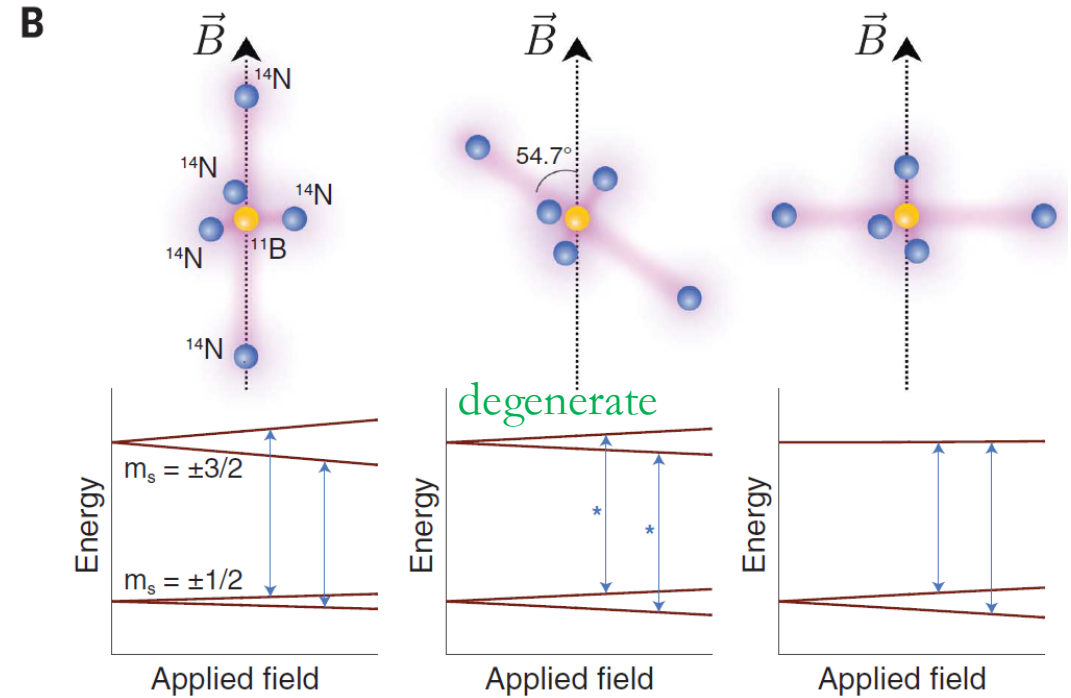 B
B⃗
¹⁴N
¹⁴N
¹⁴N
¹⁴N
¹¹B
¹⁴N
B⃗
54.7°
B⃗
Energy
mₛ = ±3/2
mₛ = ±1/2
Applied field
degenerate
Energy
*
*
Applied field
Energy
Applied field